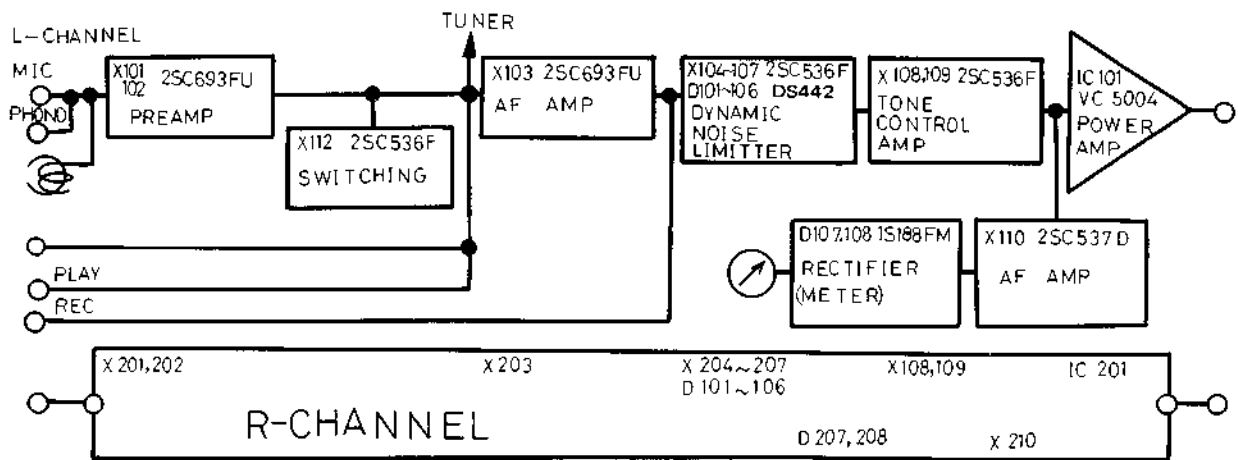 TUNER
L-CHANNEL
MIC
PHONO
X101
102 2SC693FU
PREAMP
X112 2SC536F
SWITCHING
X103 2SC693FU
AF AMP
X104~107 2SC536F
D101~106 DS442
DYNAMIC
NOISE
LIMITTER
X108,109 2SC536F
TONE
CONTROL
AMP
IC101
VC 5004
POWER
AMP
D107,108 1S188FM
RECTIFIER
(METER)
X110 2SC537D
AF AMP
PLAY
REC
X201,202
X203
X204~207
D101~106
X108,109
IC 201
R-CHANNEL
D207,208
X 210